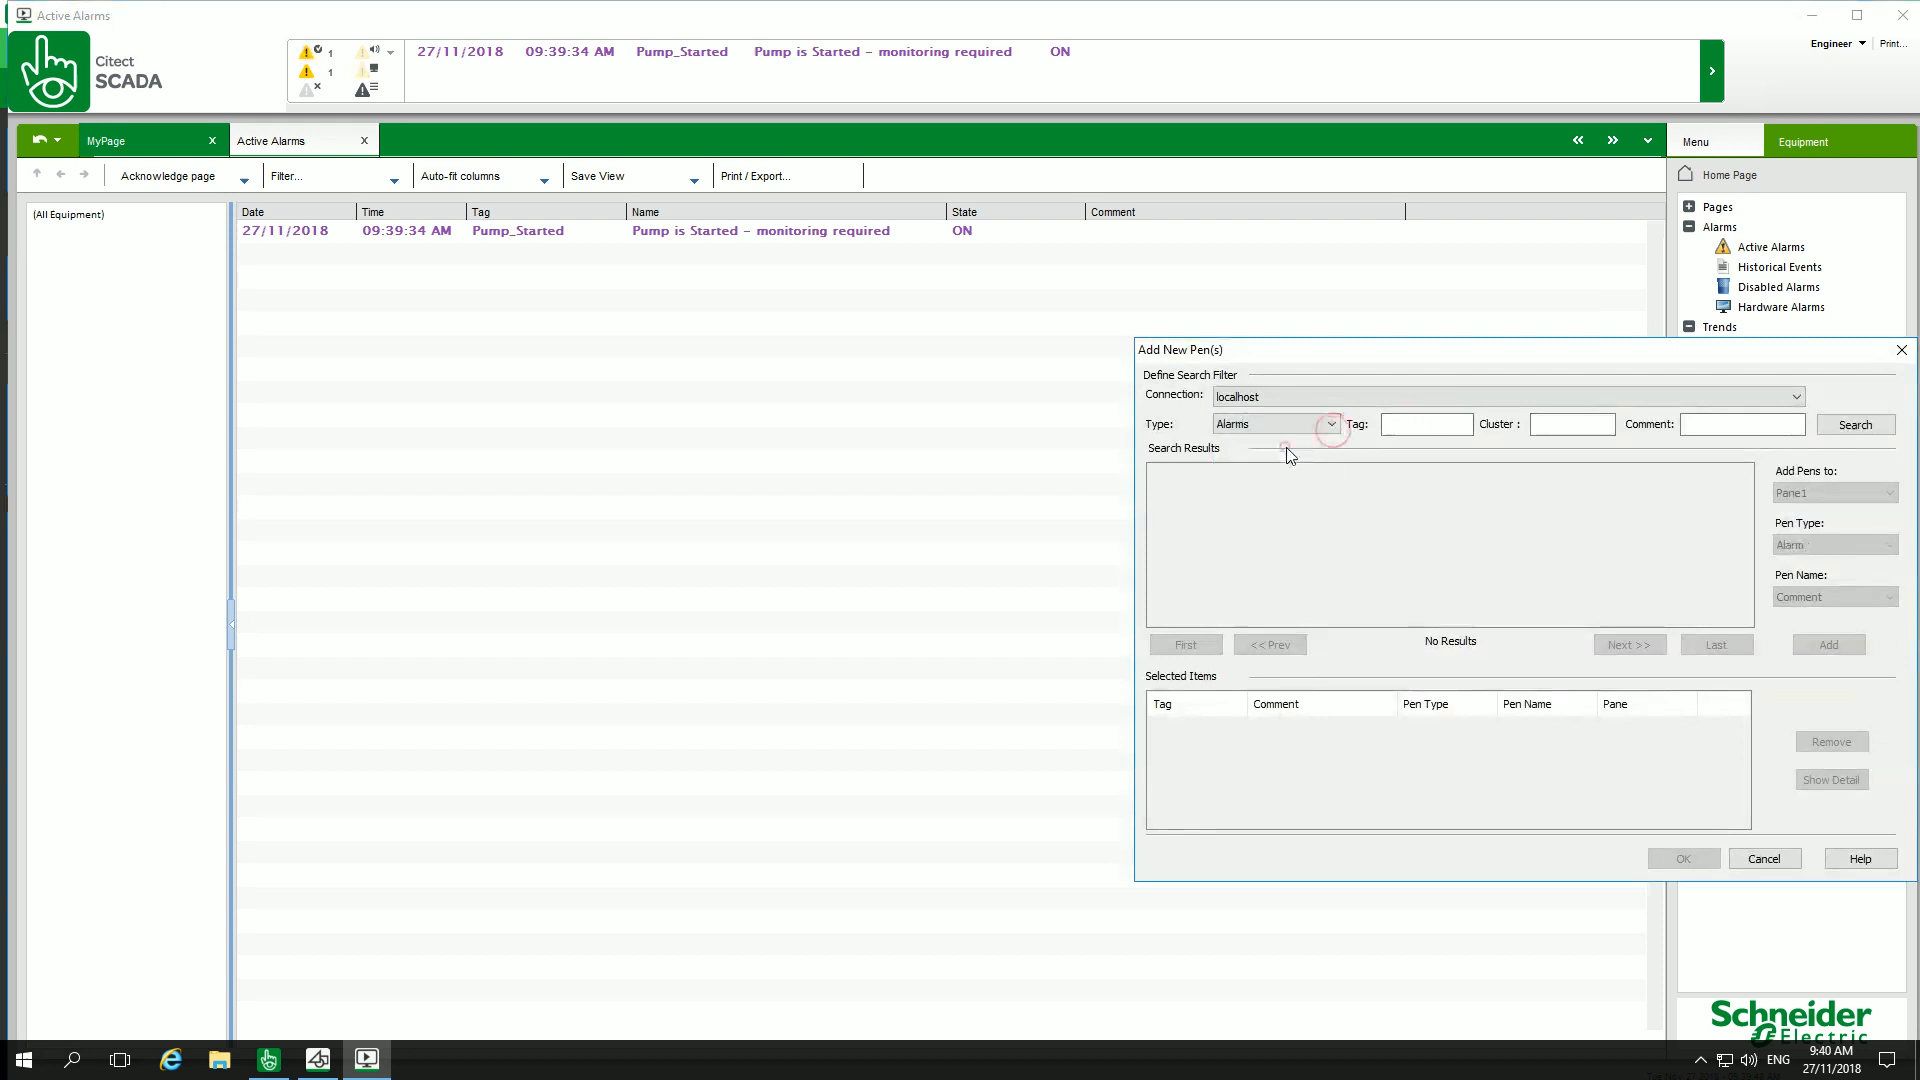 Active Alarms
Citect
SCADA
1
1
27/11/2018 09:39:34 AM Pump_Started Pump is Started - monitoring required ON
Engineer Print...
MyPage x
Active Alarms x
Menu
Equipment
Acknowledge page
Filter...
Auto-fit columns
Save View
Print / Export...
Home Page
(All Equipment)
Date Time Tag Name State Comment
27/11/2018 09:39:34 AM Pump_Started Pump is Started - monitoring required ON
Pages
Alarms
Active Alarms
Historical Events
Disabled Alarms
Hardware Alarms
Trends
Add New Pen(s)
Define Search Filter
Connection: localhost
Type: Alarms Tag: Cluster : Comment: Search
Search Results
Add Pens to:
Pane1
Pen Type:
Alarm
Pen Name:
Comment
First << Prev No Results Next >> Last Add
Selected Items
Tag Comment Pen Type Pen Name Pane
Remove
Show Detail
OK Cancel Help
Schneider
Electric
ENG
9:40 AM
27/11/2018